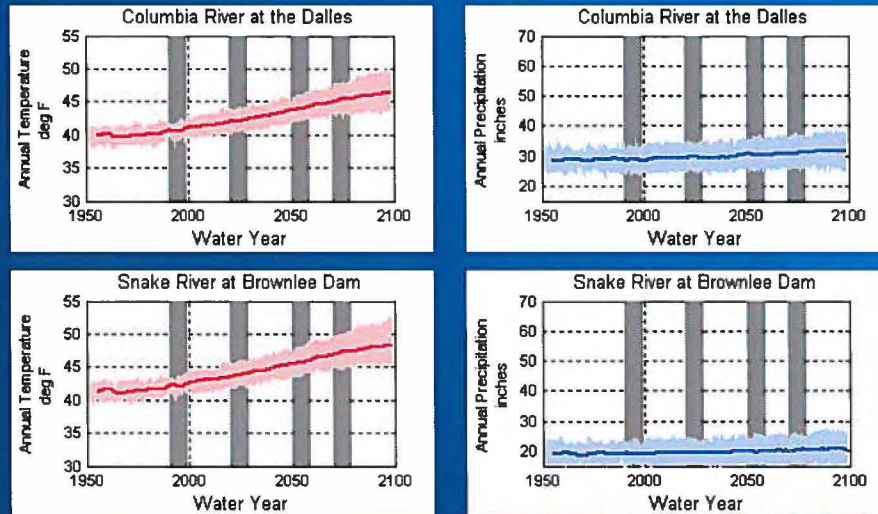 Columbia River at the Dalles
Annual Temperature
deg F
55
50
45
40
35
30
1950 2000 2050 2100
Water Year
Columbia River at the Dalles
Annual Precipitation
inches
70
60
50
40
30
20
1950 2000 2050 2100
Water Year
Snake River at Brownlee Dam
Annual Temperature
deg F
55
50
45
40
35
30
1950 2000 2050 2100
Water Year
Snake River at Brownlee Dam
Annual Precipitation
inches
70
60
50
40
30
20
1950 2000 2050 2100
Water Year